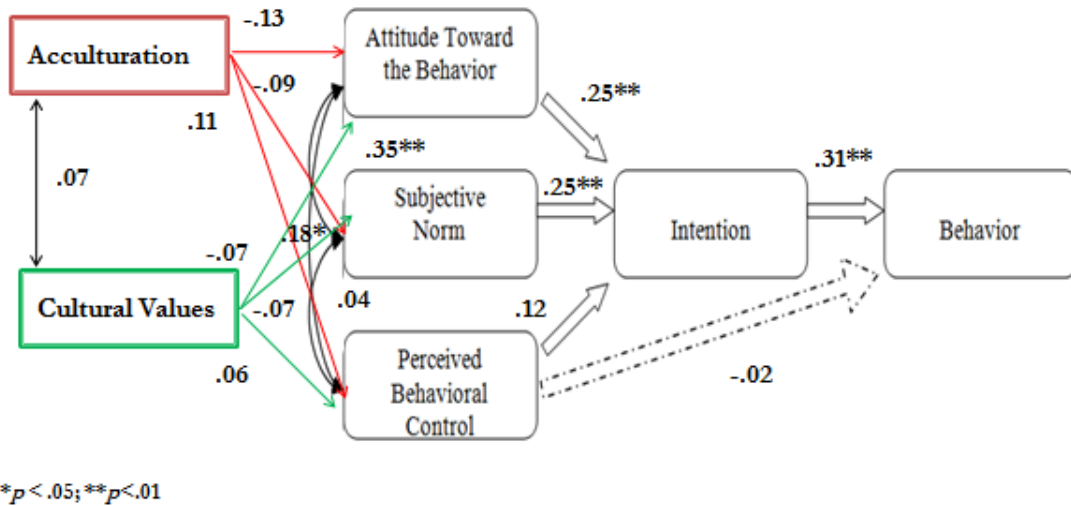 -.13
Acculturation
Attitude Toward
the Behavior
-.09
.25**
.11
.35**
.31**
.07
.25**
Subjective
Norm
Intention
Behavior
.18*
-.07
Cultural Values
-.07
.04
.12
.06
Perceived
Behavioral
Control
-.02
*p < .05; **p<.01